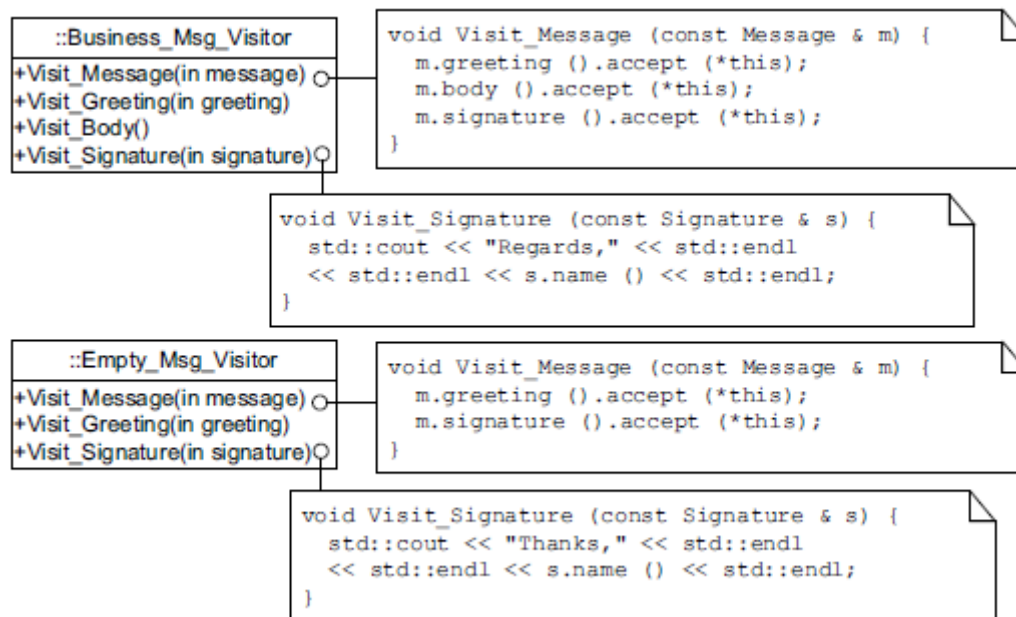 ::Business_Msg_Visitor
+Visit_Message(in message)
+Visit_Greeting(in greeting)
+Visit_Body()
+Visit_Signature(in signature)
void Visit_Message (const Message & m) {
m.greeting ().accept (*this);
m.body ().accept (*this);
m.signature ().accept (*this);
}
void Visit_Signature (const Signature & s) {
std::cout << "Regards," << std::endl
<< std::endl << s.name () << std::endl;
}
::Empty_Msg_Visitor
+Visit_Message(in message)
+Visit_Greeting(in greeting)
+Visit_Signature(in signature)
void Visit_Message (const Message & m) {
m.greeting ().accept (*this);
m.signature ().accept (*this);
}
void Visit_Signature (const Signature & s) {
std::cout << "Thanks," << std::endl
<< std::endl << s.name () << std::endl;
}